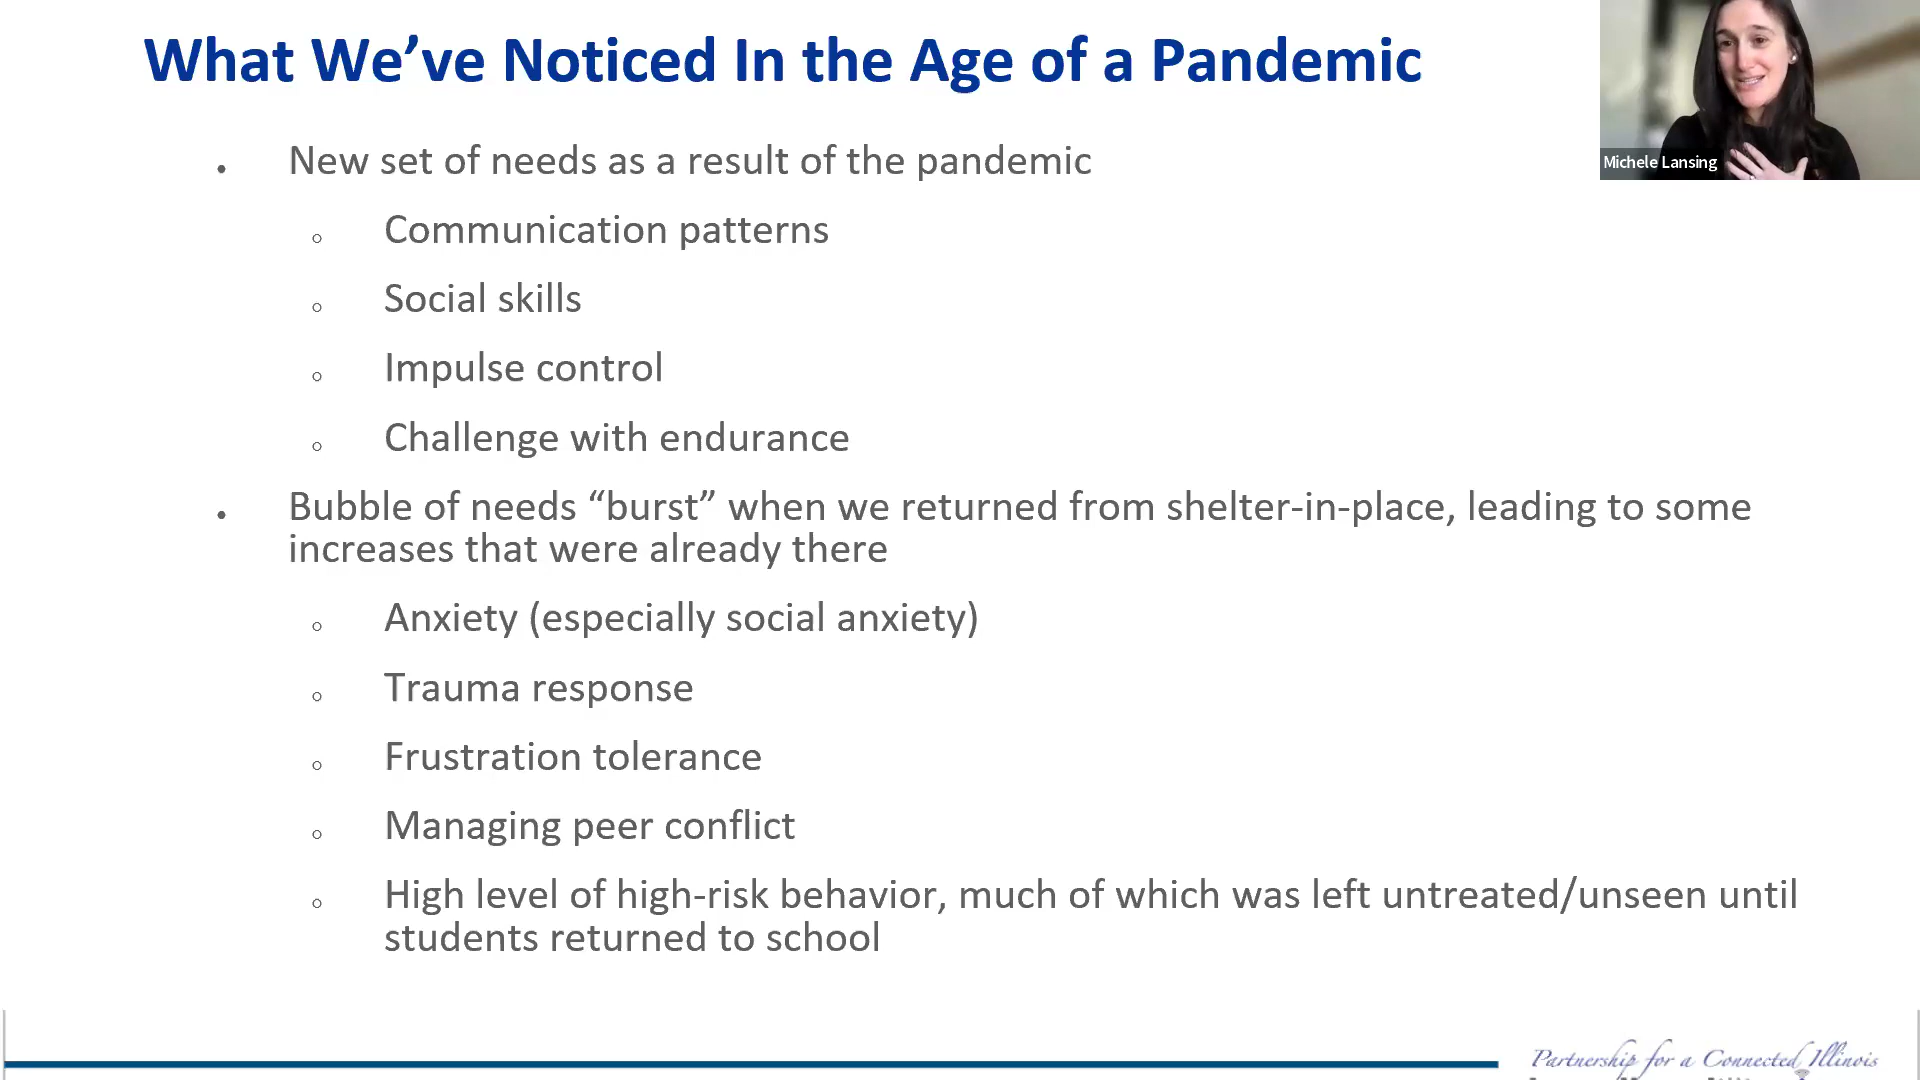 What We’ve Noticed In the Age of a Pandemic
Michele Lansing
• New set of needs as a result of the pandemic
○ Communication patterns
○ Social skills
○ Impulse control
○ Challenge with endurance
• Bubble of needs “burst” when we returned from shelter-in-place, leading to some
increases that were already there
○ Anxiety (especially social anxiety)
○ Trauma response
○ Frustration tolerance
○ Managing peer conflict
○ High level of high-risk behavior, much of which was left untreated/unseen until
students returned to school
Partnership for a Connected Illinois